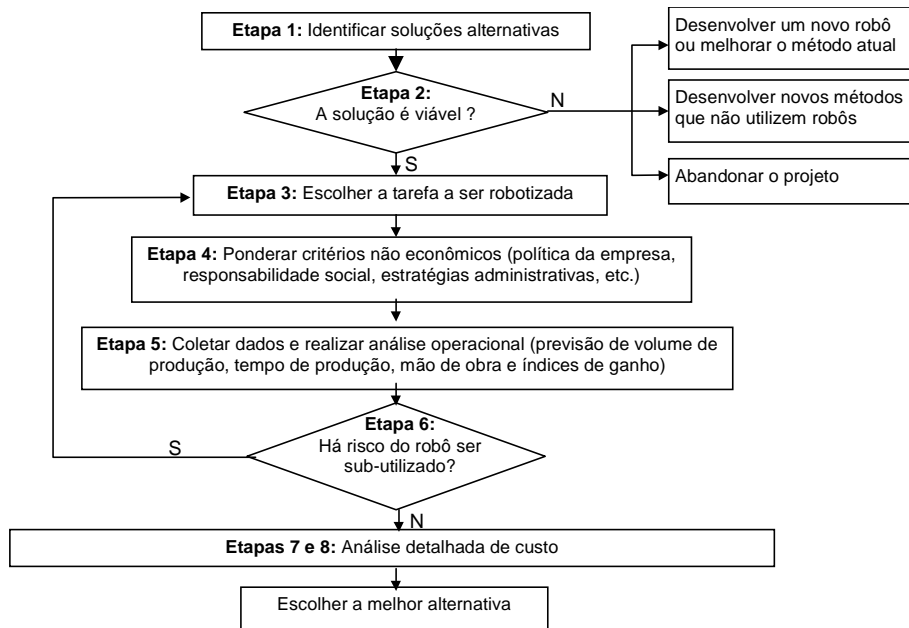 Etapa 1: Identificar soluções alternativas
Desenvolver um novo robô
ou melhorar o método atual
Etapa 2:
A solução é viável ?
N
Desenvolver novos métodos
que não utilizem robôs
S
Abandonar o projeto
Etapa 3: Escolher a tarefa a ser robotizada
Etapa 4: Ponderar critérios não econômicos (política da empresa,
responsabilidade social, estratégias administrativas, etc.)
Etapa 5: Coletar dados e realizar análise operacional (previsão de volume de
produção, tempo de produção, mão de obra e índices de ganho)
Etapa 6:
Há risco do robô ser
sub-utilizado?
S
N
Etapas 7 e 8: Análise detalhada de custo
Escolher a melhor alternativa